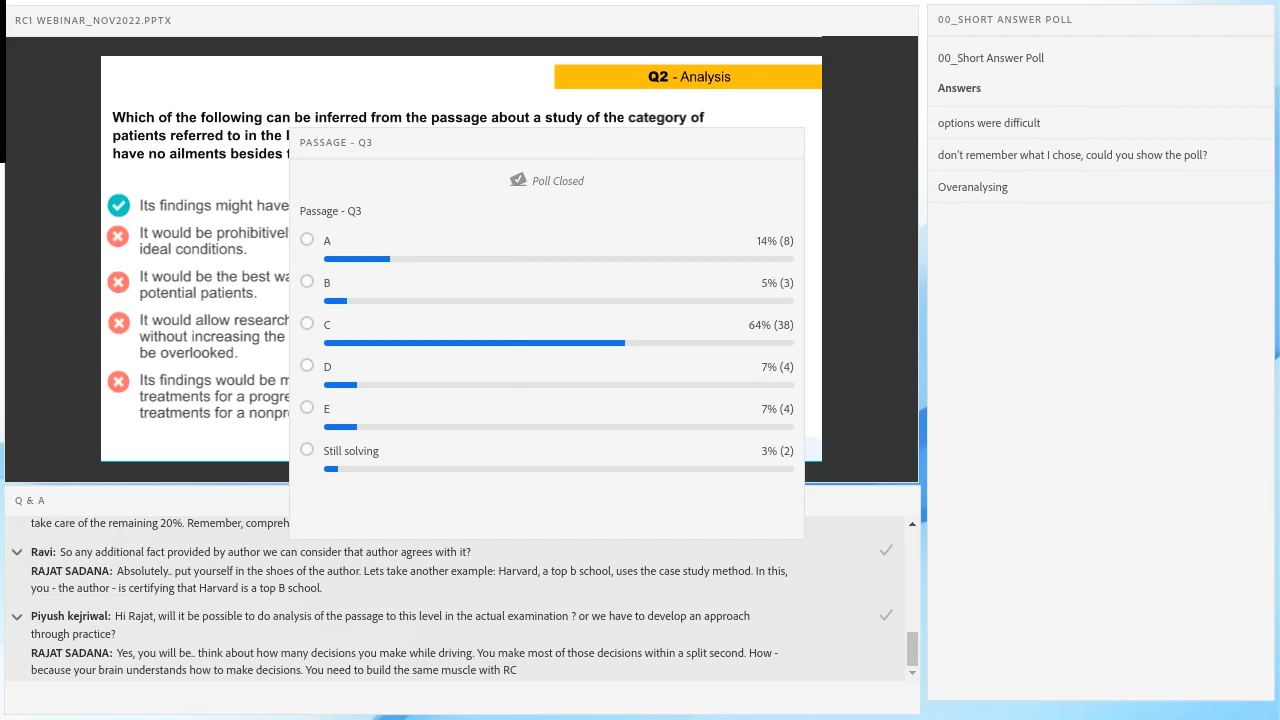 RC1 WEBINAR_NOV2022.PPTX
Q2 - Analysis
Which of the following can be inferred from the passage about a study of the category of
patients referred to in the
have no ailments besides
Its findings might have
It would be prohibitivel
ideal conditions.
It would be the best wa
potential patients.
It would allow research
without increasing the
be overlooked.
Its findings would be m
treatments for a progre
treatments for a nonpr
PASSAGE - Q3
Poll Closed
Passage - Q3
A 14% (8)
B 5% (3)
C 64% (38)
D 7% (4)
E 7% (4)
Still solving 3% (2)
Q & A
take care of the remaining 20%. Remember, compreh
Ravi: So any additional fact provided by author we can consider that author agrees with it?
RAJAT SADANA: Absolutely.. put yourself in the shoes of the author. Lets take another example: Harvard, a top b school, uses the case study method. In this,
you - the author - is certifying that Harvard is a top B school.
Piyush kejriwal: Hi Rajat, will it be possible to do analysis of the passage to this level in the actual examination ? or we have to develop an approach
through practice?
RAJAT SADANA: Yes, you will be.. think about how many decisions you make while driving. You make most of those decisions within a split second. How -
because your brain understands how to make decisions. You need to build the same muscle with RC
00_SHORT ANSWER POLL
00_Short Answer Poll
Answers
options were difficult
don't remember what I chose, could you show the poll?
Overanalysing